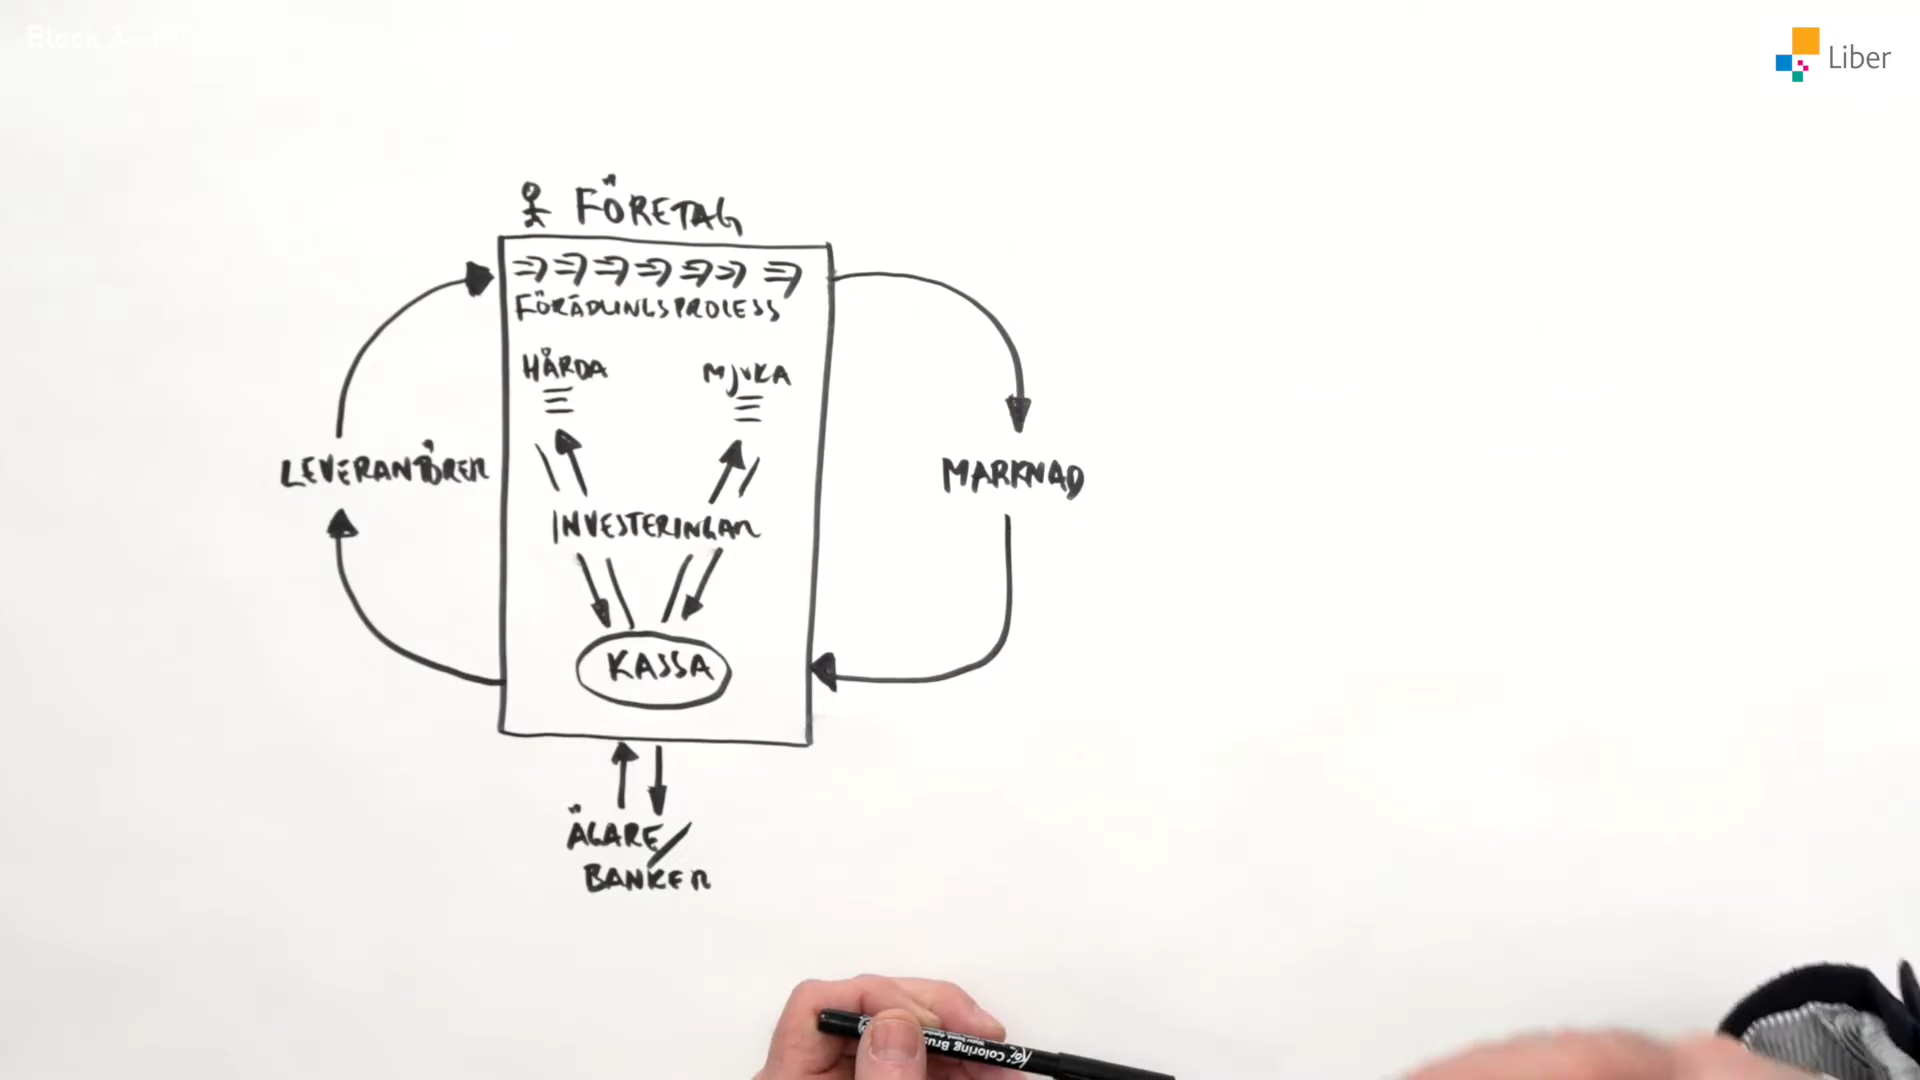 Liber
FÖRETAG
FÖRÄDLINGSPROCESS
HÅRDA
MJUKA
LEVERANTÖRER
MARKNAD
INVESTERINGAR
KASSA
ÄGARE/
BANKER
Coloring Brush